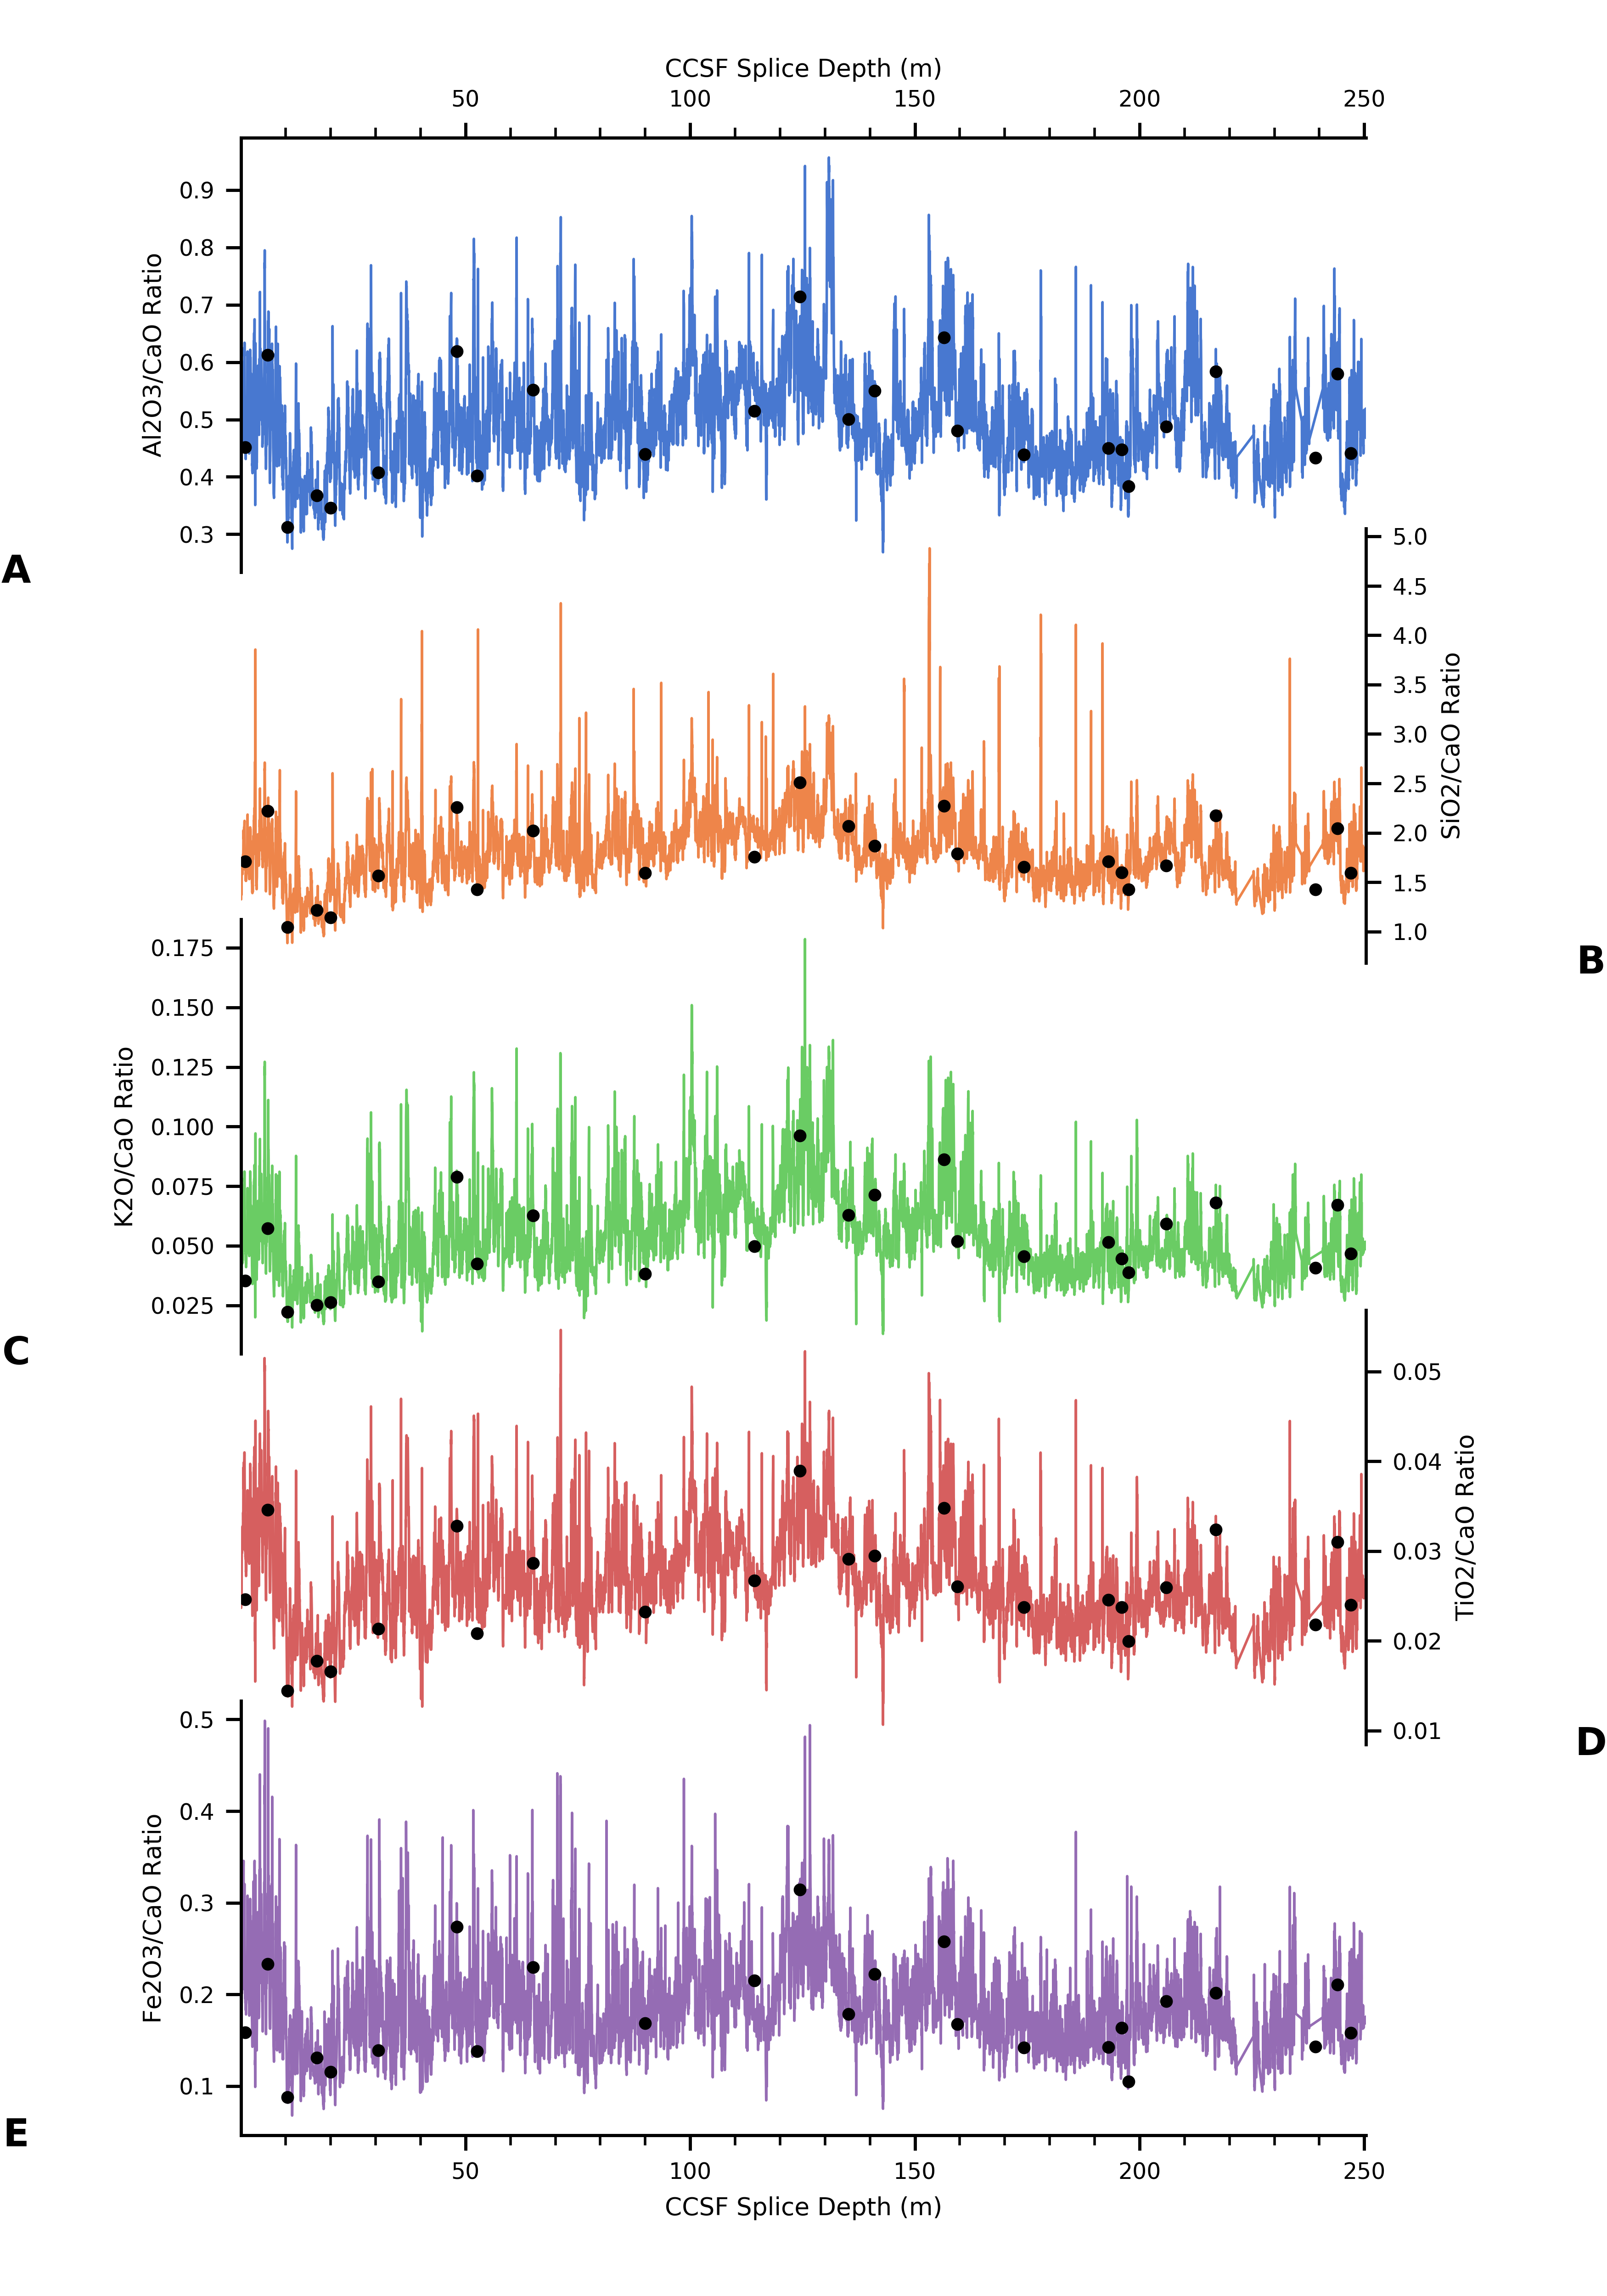 CCSF Splice Depth (m)
50 100 150 200 250
0.9
0.8
0.7
0.6
0.5
0.4
0.3
Al2O3/CaO Ratio
A
5.0
4.5
4.0
3.5
3.0
2.5
2.0
1.5
1.0
SiO2/CaO Ratio
B
0.175
0.150
0.125
0.100
0.075
0.050
0.025
K2O/CaO Ratio
C
0.05
0.04
0.03
0.02
0.01
TiO2/CaO Ratio
D
0.5
0.4
0.3
0.2
0.1
Fe2O3/CaO Ratio
E
50 100 150 200 250
CCSF Splice Depth (m)